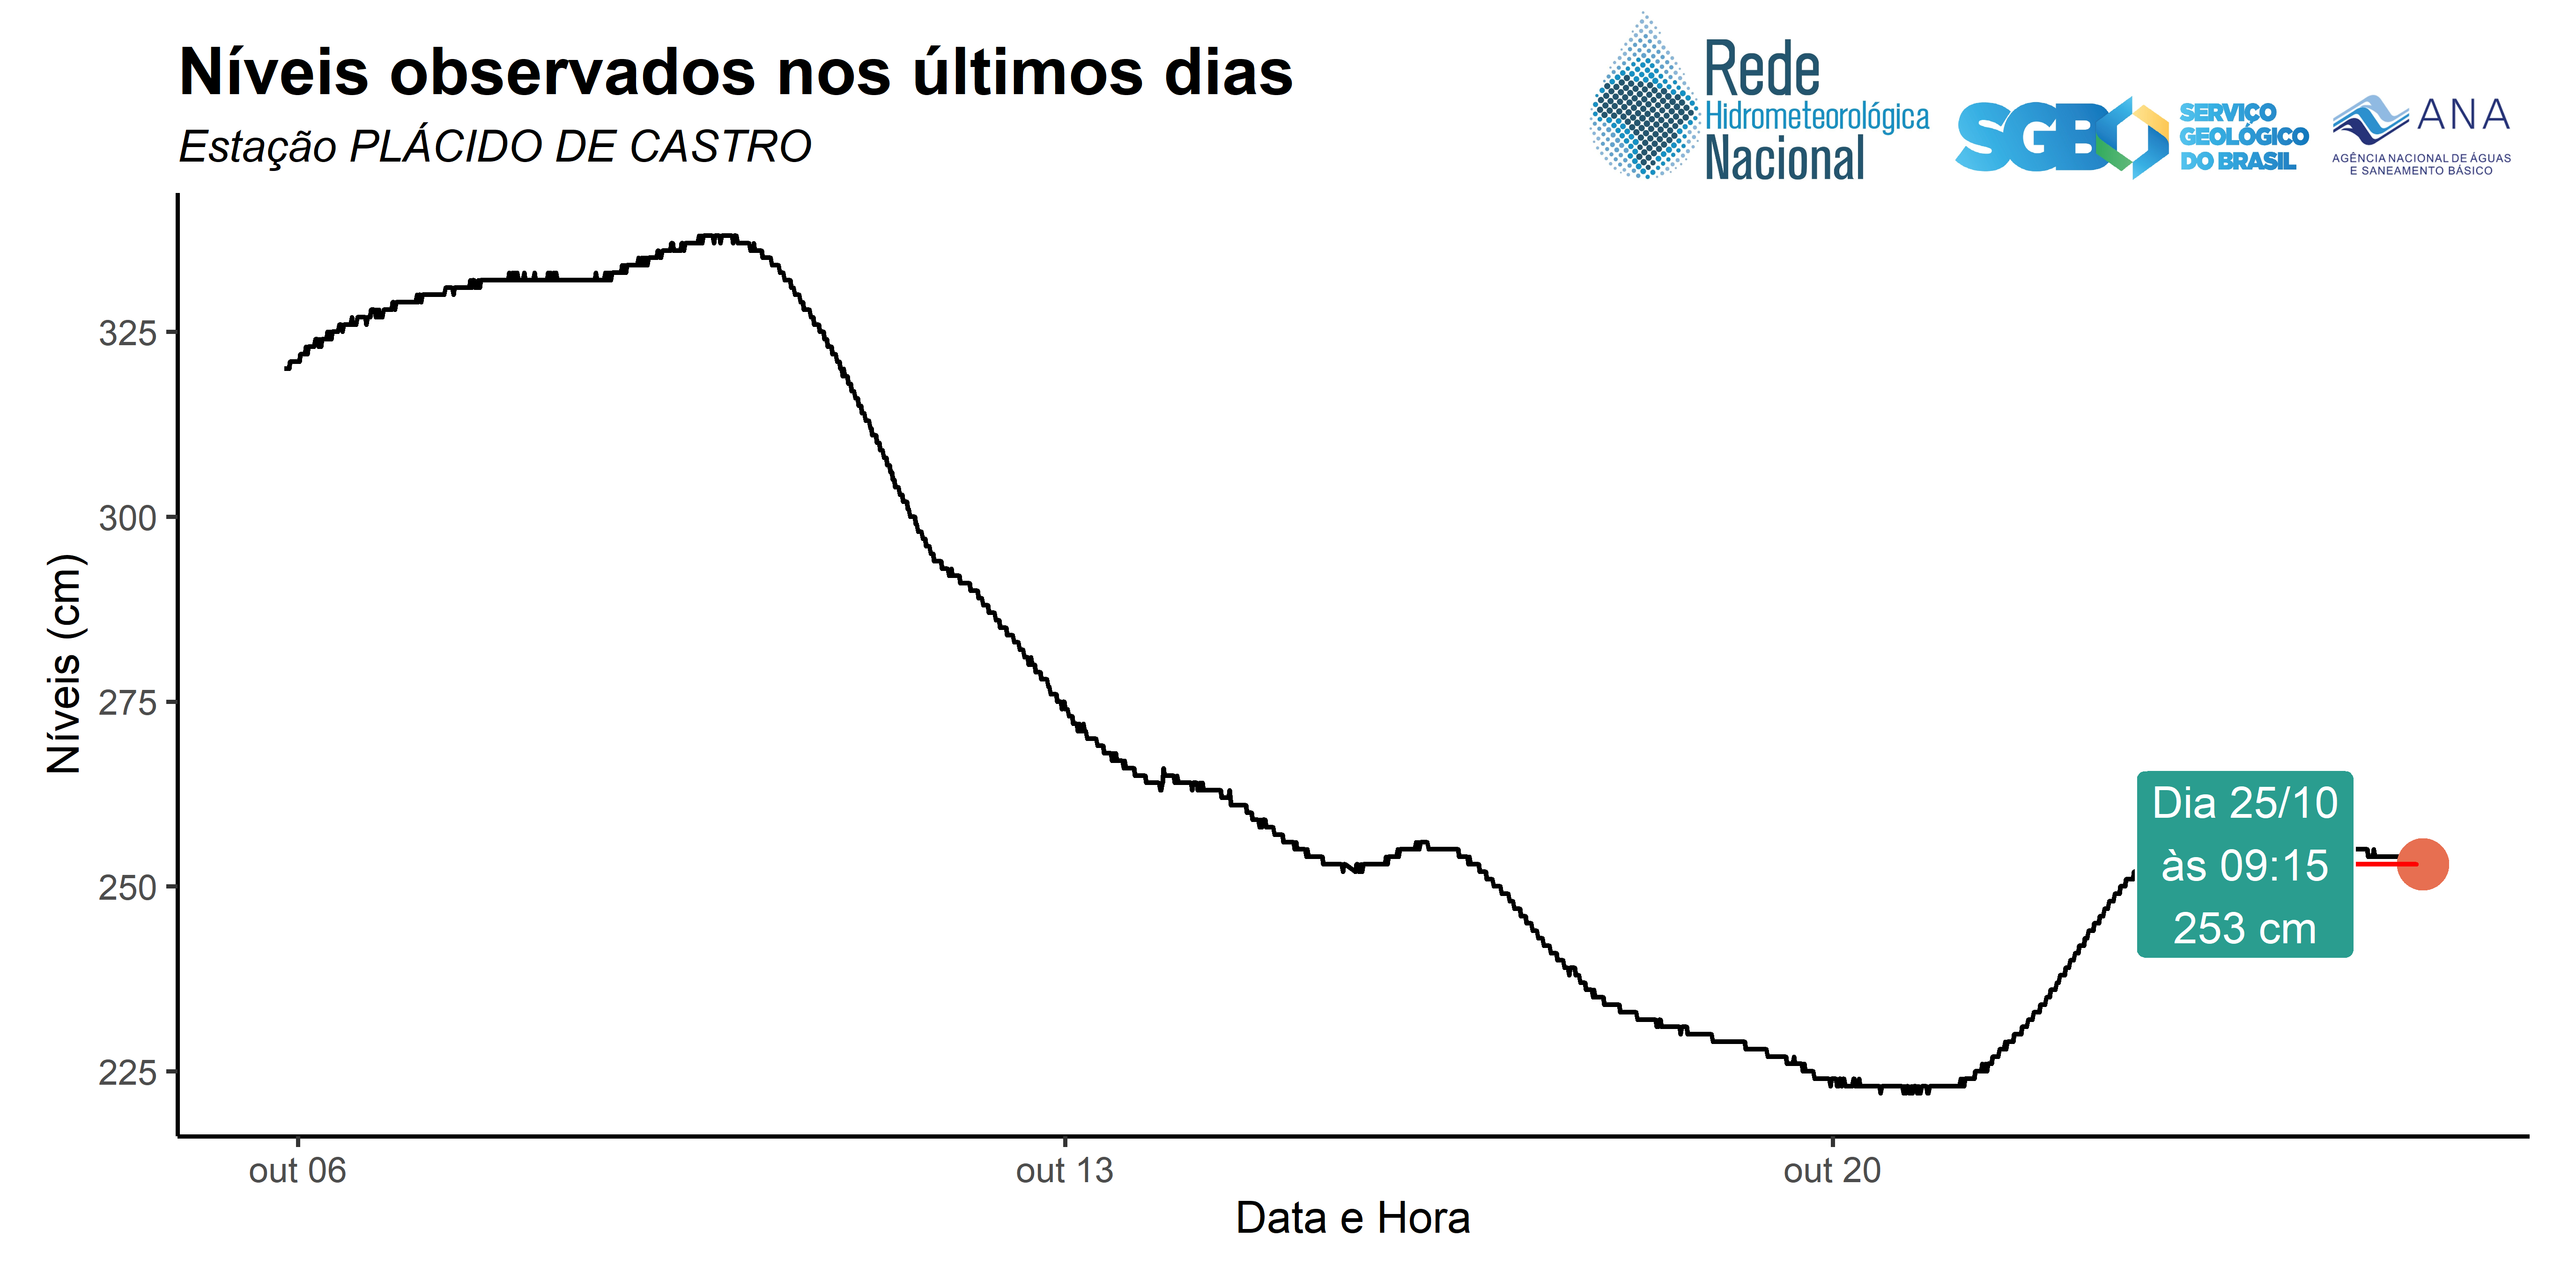 Níveis observados nos últimos dias
Estação PLÁCIDO DE CASTRO
Rede
Hidrometeorológica
Nacional
SGB
SERVIÇO
GEOLÓGICO
DO BRASIL
ANA
AGÊNCIA NACIONAL DE ÁGUAS
E SANEAMENTO BÁSICO
Níveis (cm)
325
300
275
250
225
Dia 25/10
às 09:15
253 cm
out 06
out 13
out 20
Data e Hora